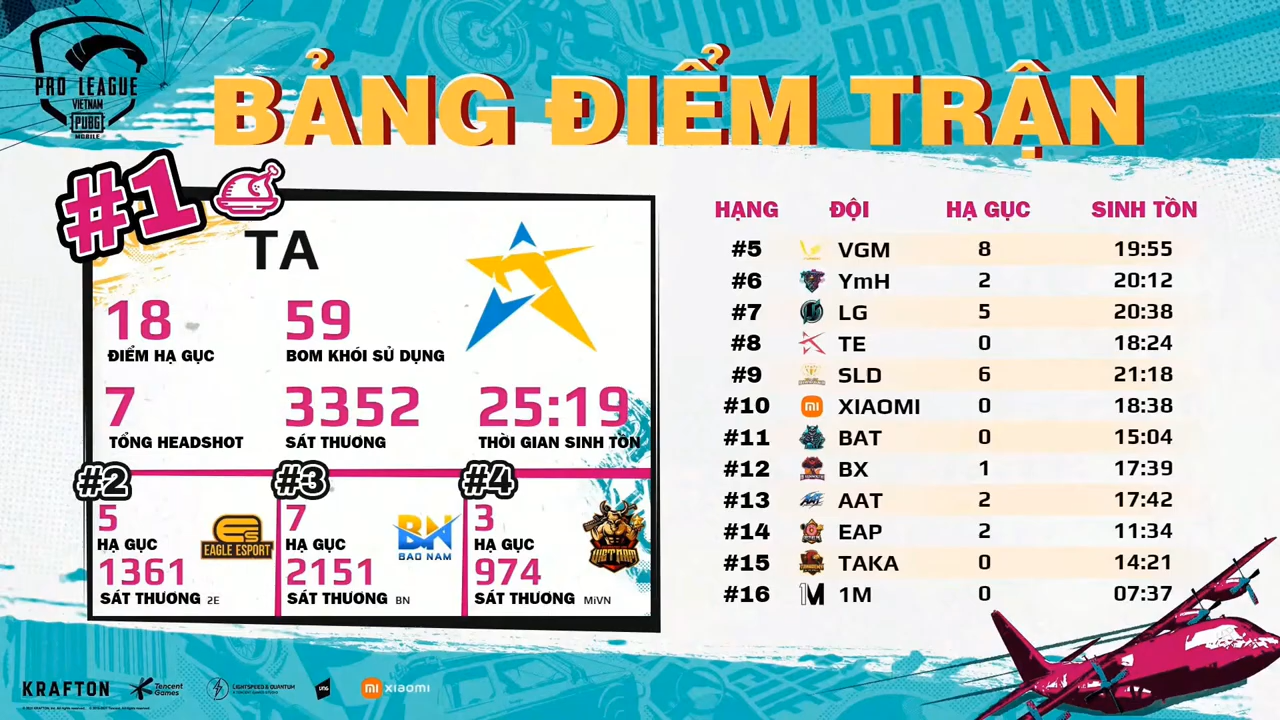 PRO LEAGUE
VIETNAM
PUBG
MOBILE
BẢNG ĐIỂM TRẬN
#1
TA
18
ĐIỂM HẠ GỤC
59
BOM KHÓI SỬ DỤNG
7
TỔNG HEADSHOT
3352
SÁT THƯƠNG
25:19
THỜI GIAN SINH TỒN
#2
5
HẠ GỤC
1361
SÁT THƯƠNG 2E
EAGLE ESPORT
#3
7
HẠ GỤC
2151
SÁT THƯƠNG BN
BN
BAO NAM
#4
3
HẠ GỤC
974
SÁT THƯƠNG MiVN
VIETNAM
HẠNG ĐỘI HẠ GỤC SINH TỒN
#5 VGM 8 19:55
#6 YmH 2 20:12
#7 LG 5 20:38
#8 TE 0 18:24
#9 SLD 6 21:18
#10 mi XIAOMI 0 18:38
#11 BAT 0 15:04
#12 BX 1 17:39
#13 AAT 2 17:42
#14 EAP 2 11:34
#15 TAKA 0 14:21
#16 1M 1M 0 07:37
KRAFTON Tencent Games LIGHTSPEED & QUANTUM mi xiaomi